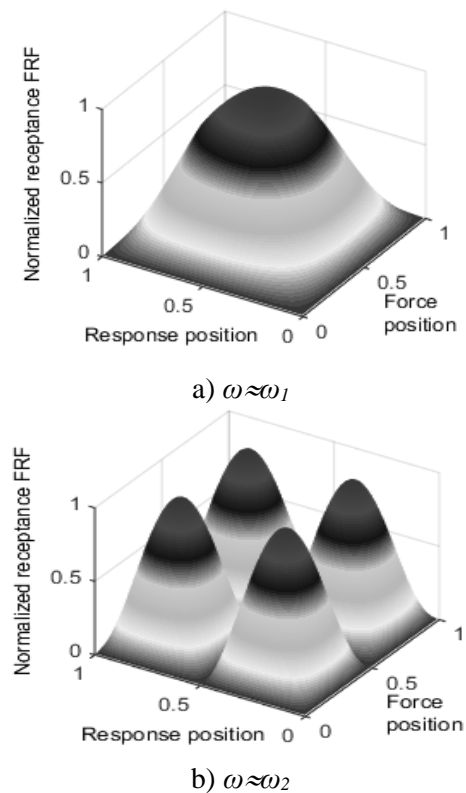 Normalized receptance FRF
1
0.5
0
1
0.5
0
Response position
0
0.5
1
Force
position
a) ω≈ω1
Normalized receptance FRF
1
0.5
0
1
0.5
0
Response position
0
0.5
1
Force
position
b) ω≈ω2